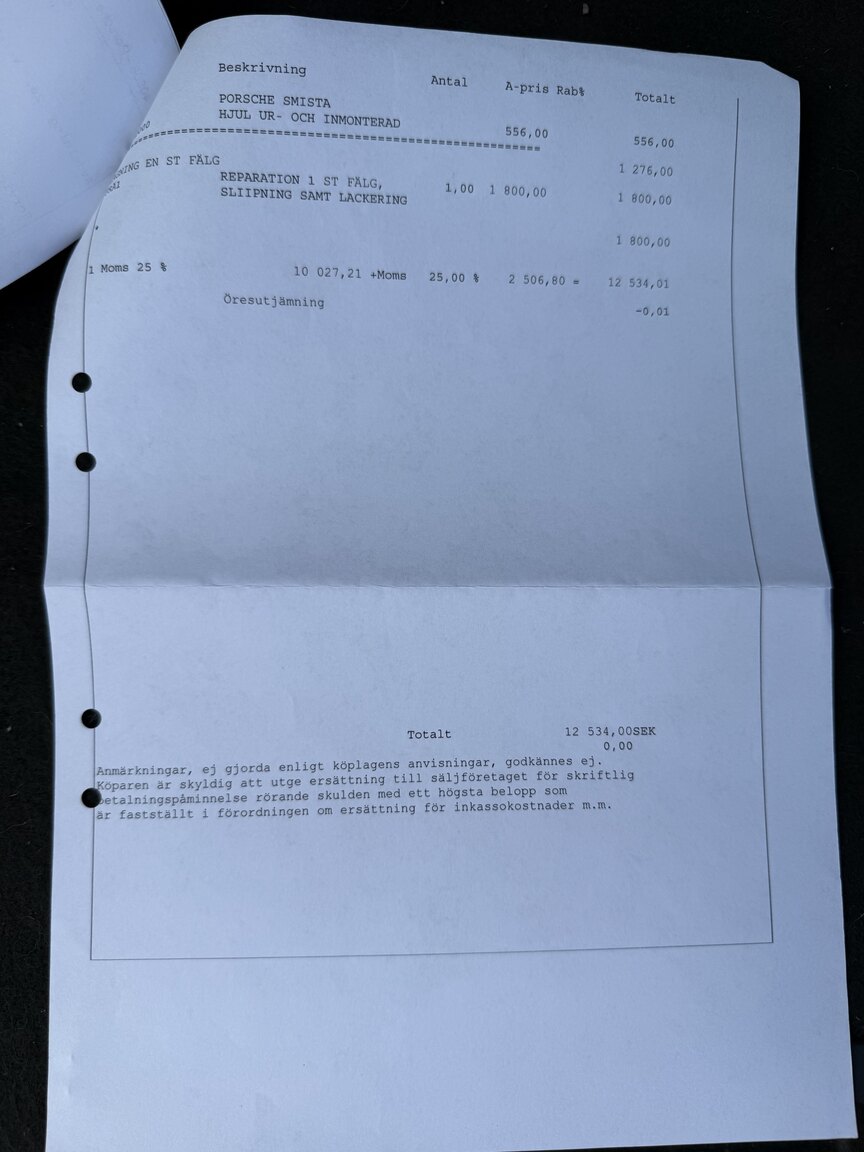 Beskrivning Antal A-pris Rab% Totalt
PORSCHE SMISTA
HJUL UR- OCH INMONTERAD 556,00 556,00
==========================================================
1 276,00
EN ST FÄLG
REPARATION 1 ST FÄLG, 1,00 1 800,00 1 800,00
SLIIPNING SAMT LACKERING
1 800,00
1 Moms 25 % 10 027,21 +Moms 25,00 % 2 506,80 = 12 534,01
Öresutjämning -0,01
Totalt 12 534,00SEK
0,00
Anmärkningar, ej gjorda enligt köplagens anvisningar, godkännes ej.
Köparen är skyldig att utge ersättning till säljföretaget för skriftlig
betalningspåminnelse rörande skulden med ett högsta belopp som
är fastställt i förordningen om ersättning för inkassokostnader m.m.